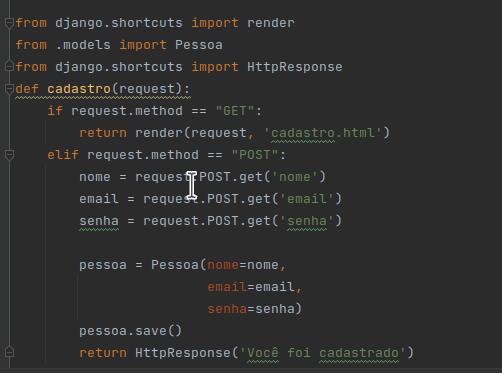 from django.shortcuts import render
from .models import Pessoa
from django.shortcuts import HttpResponse
def cadastro(request):
    if request.method == "GET":
        return render(request, 'cadastro.html')
    elif request.method == "POST":
        nome = request.POST.get('nome')
        email = request.POST.get('email')
        senha = request.POST.get('senha')

        pessoa = Pessoa(nome=nome,
                        email=email,
                        senha=senha)
        pessoa.save()
        return HttpResponse('Você foi cadastrado')